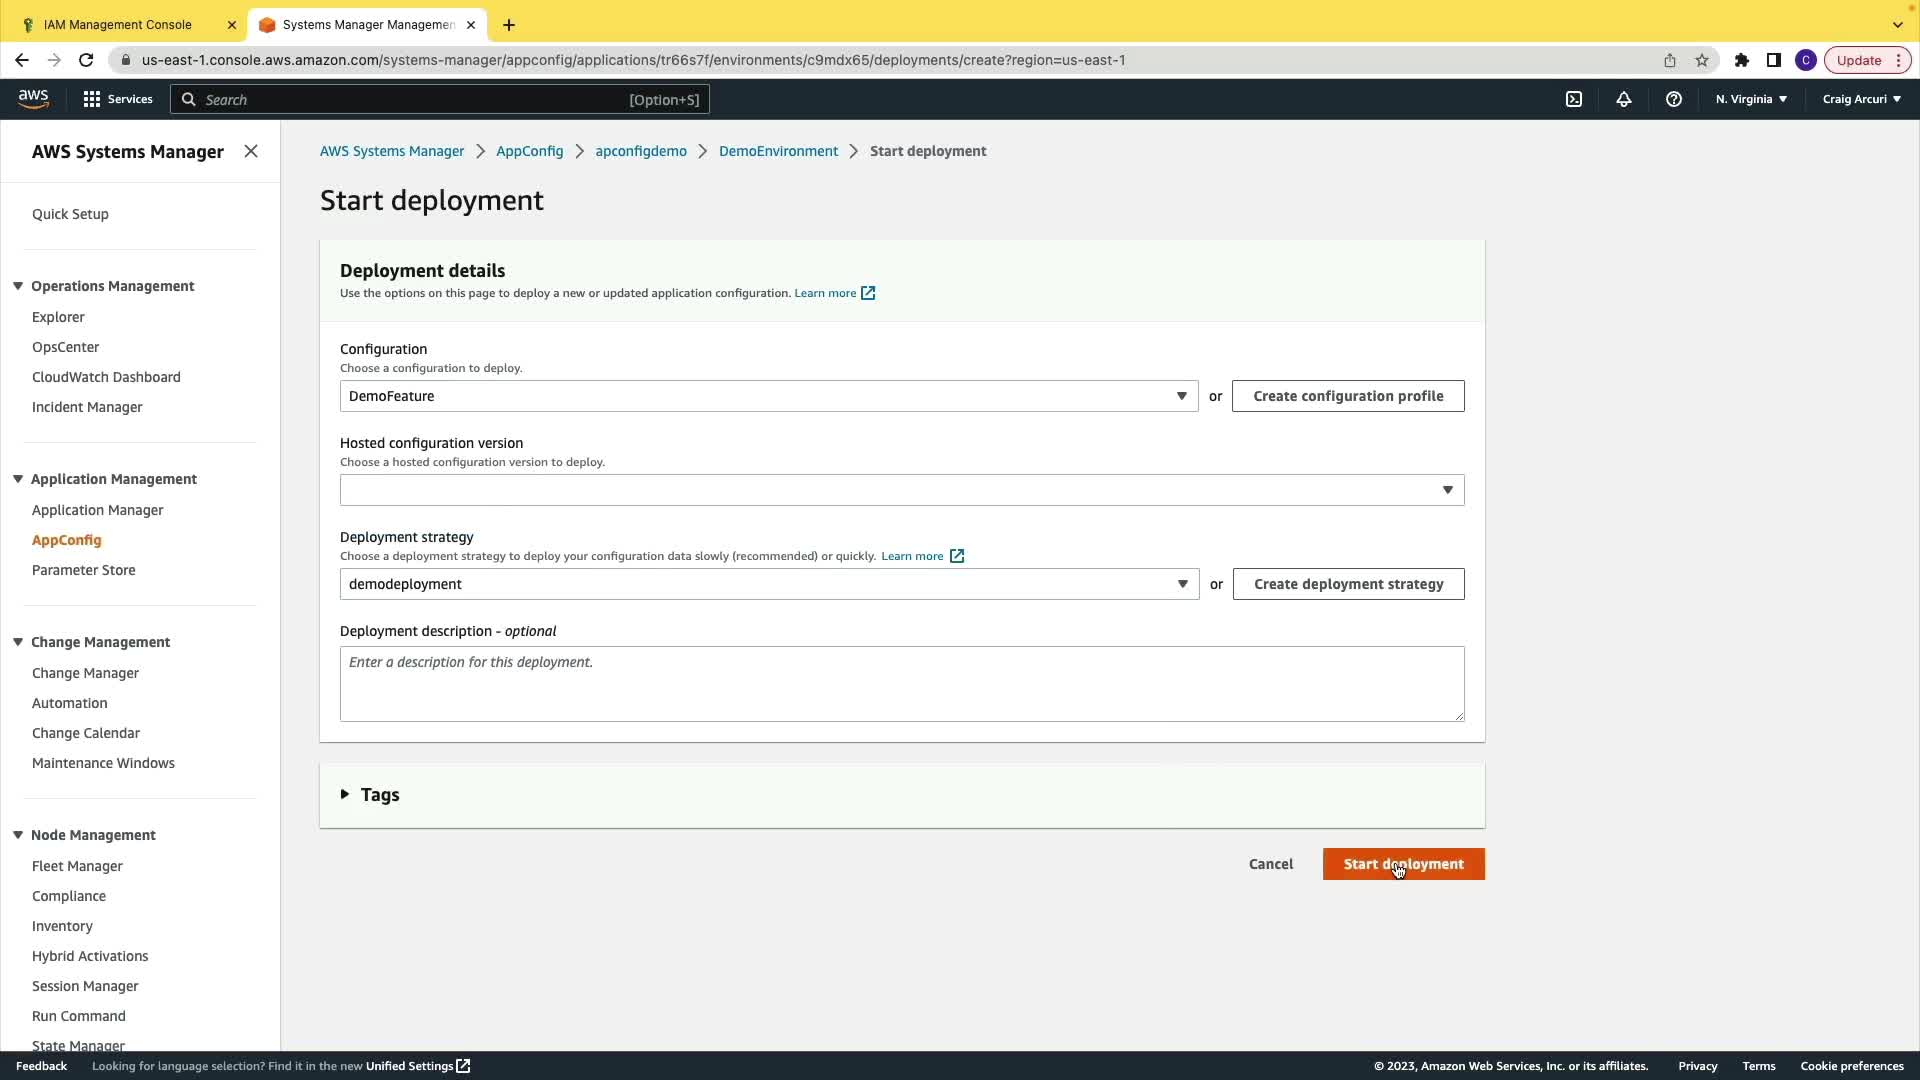 IAM Management Console
Systems Manager Managemen
us-east-1.console.aws.amazon.com/systems-manager/appconfig/applications/tr66s7f/environments/c9mdx65/deployments/create?region=us-east-1
C
Update
aws
Services
Search
[Option+S]
N. Virginia
Craig Arcuri
AWS Systems Manager
Quick Setup
Operations Management
Explorer
OpsCenter
CloudWatch Dashboard
Incident Manager
Application Management
Application Manager
AppConfig
Parameter Store
Change Management
Change Manager
Automation
Change Calendar
Maintenance Windows
Node Management
Fleet Manager
Compliance
Inventory
Hybrid Activations
Session Manager
Run Command
State Manager
AWS Systems Manager > AppConfig > apconfigdemo > DemoEnvironment > Start deployment
Start deployment
Deployment details
Use the options on this page to deploy a new or updated application configuration. Learn more
Configuration
Choose a configuration to deploy.
DemoFeature
or
Create configuration profile
Hosted configuration version
Choose a hosted configuration version to deploy.
Deployment strategy
Choose a deployment strategy to deploy your configuration data slowly (recommended) or quickly. Learn more
demodeployment
or
Create deployment strategy
Deployment description - optional
Enter a description for this deployment.
Tags
Cancel
Start deployment
Feedback
Looking for language selection? Find it in the new Unified Settings
© 2023, Amazon Web Services, Inc. or its affiliates.
Privacy
Terms
Cookie preferences